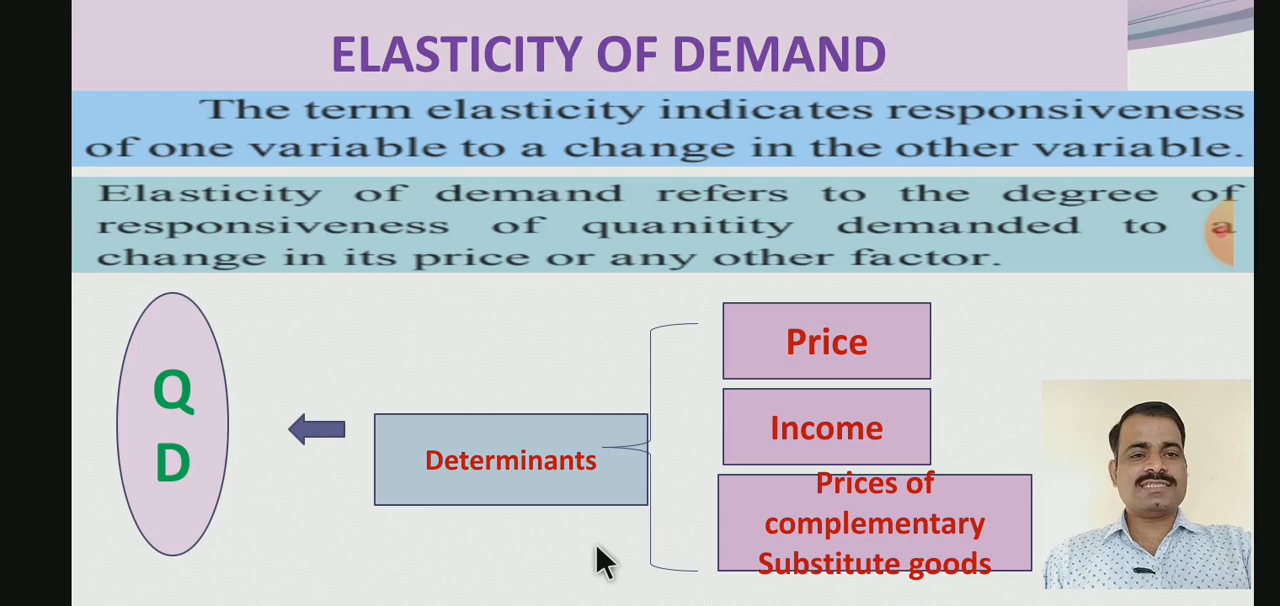 ELASTICITY OF DEMAND
The term elasticity indicates responsiveness
of one variable to a change in the other variable.
Elasticity of demand refers to the degree of
responsiveness of quanitity demanded to a
change in its price or any other factor.
Q
D
Determinants
Price
Income
Prices of
complementary
Substitute goods